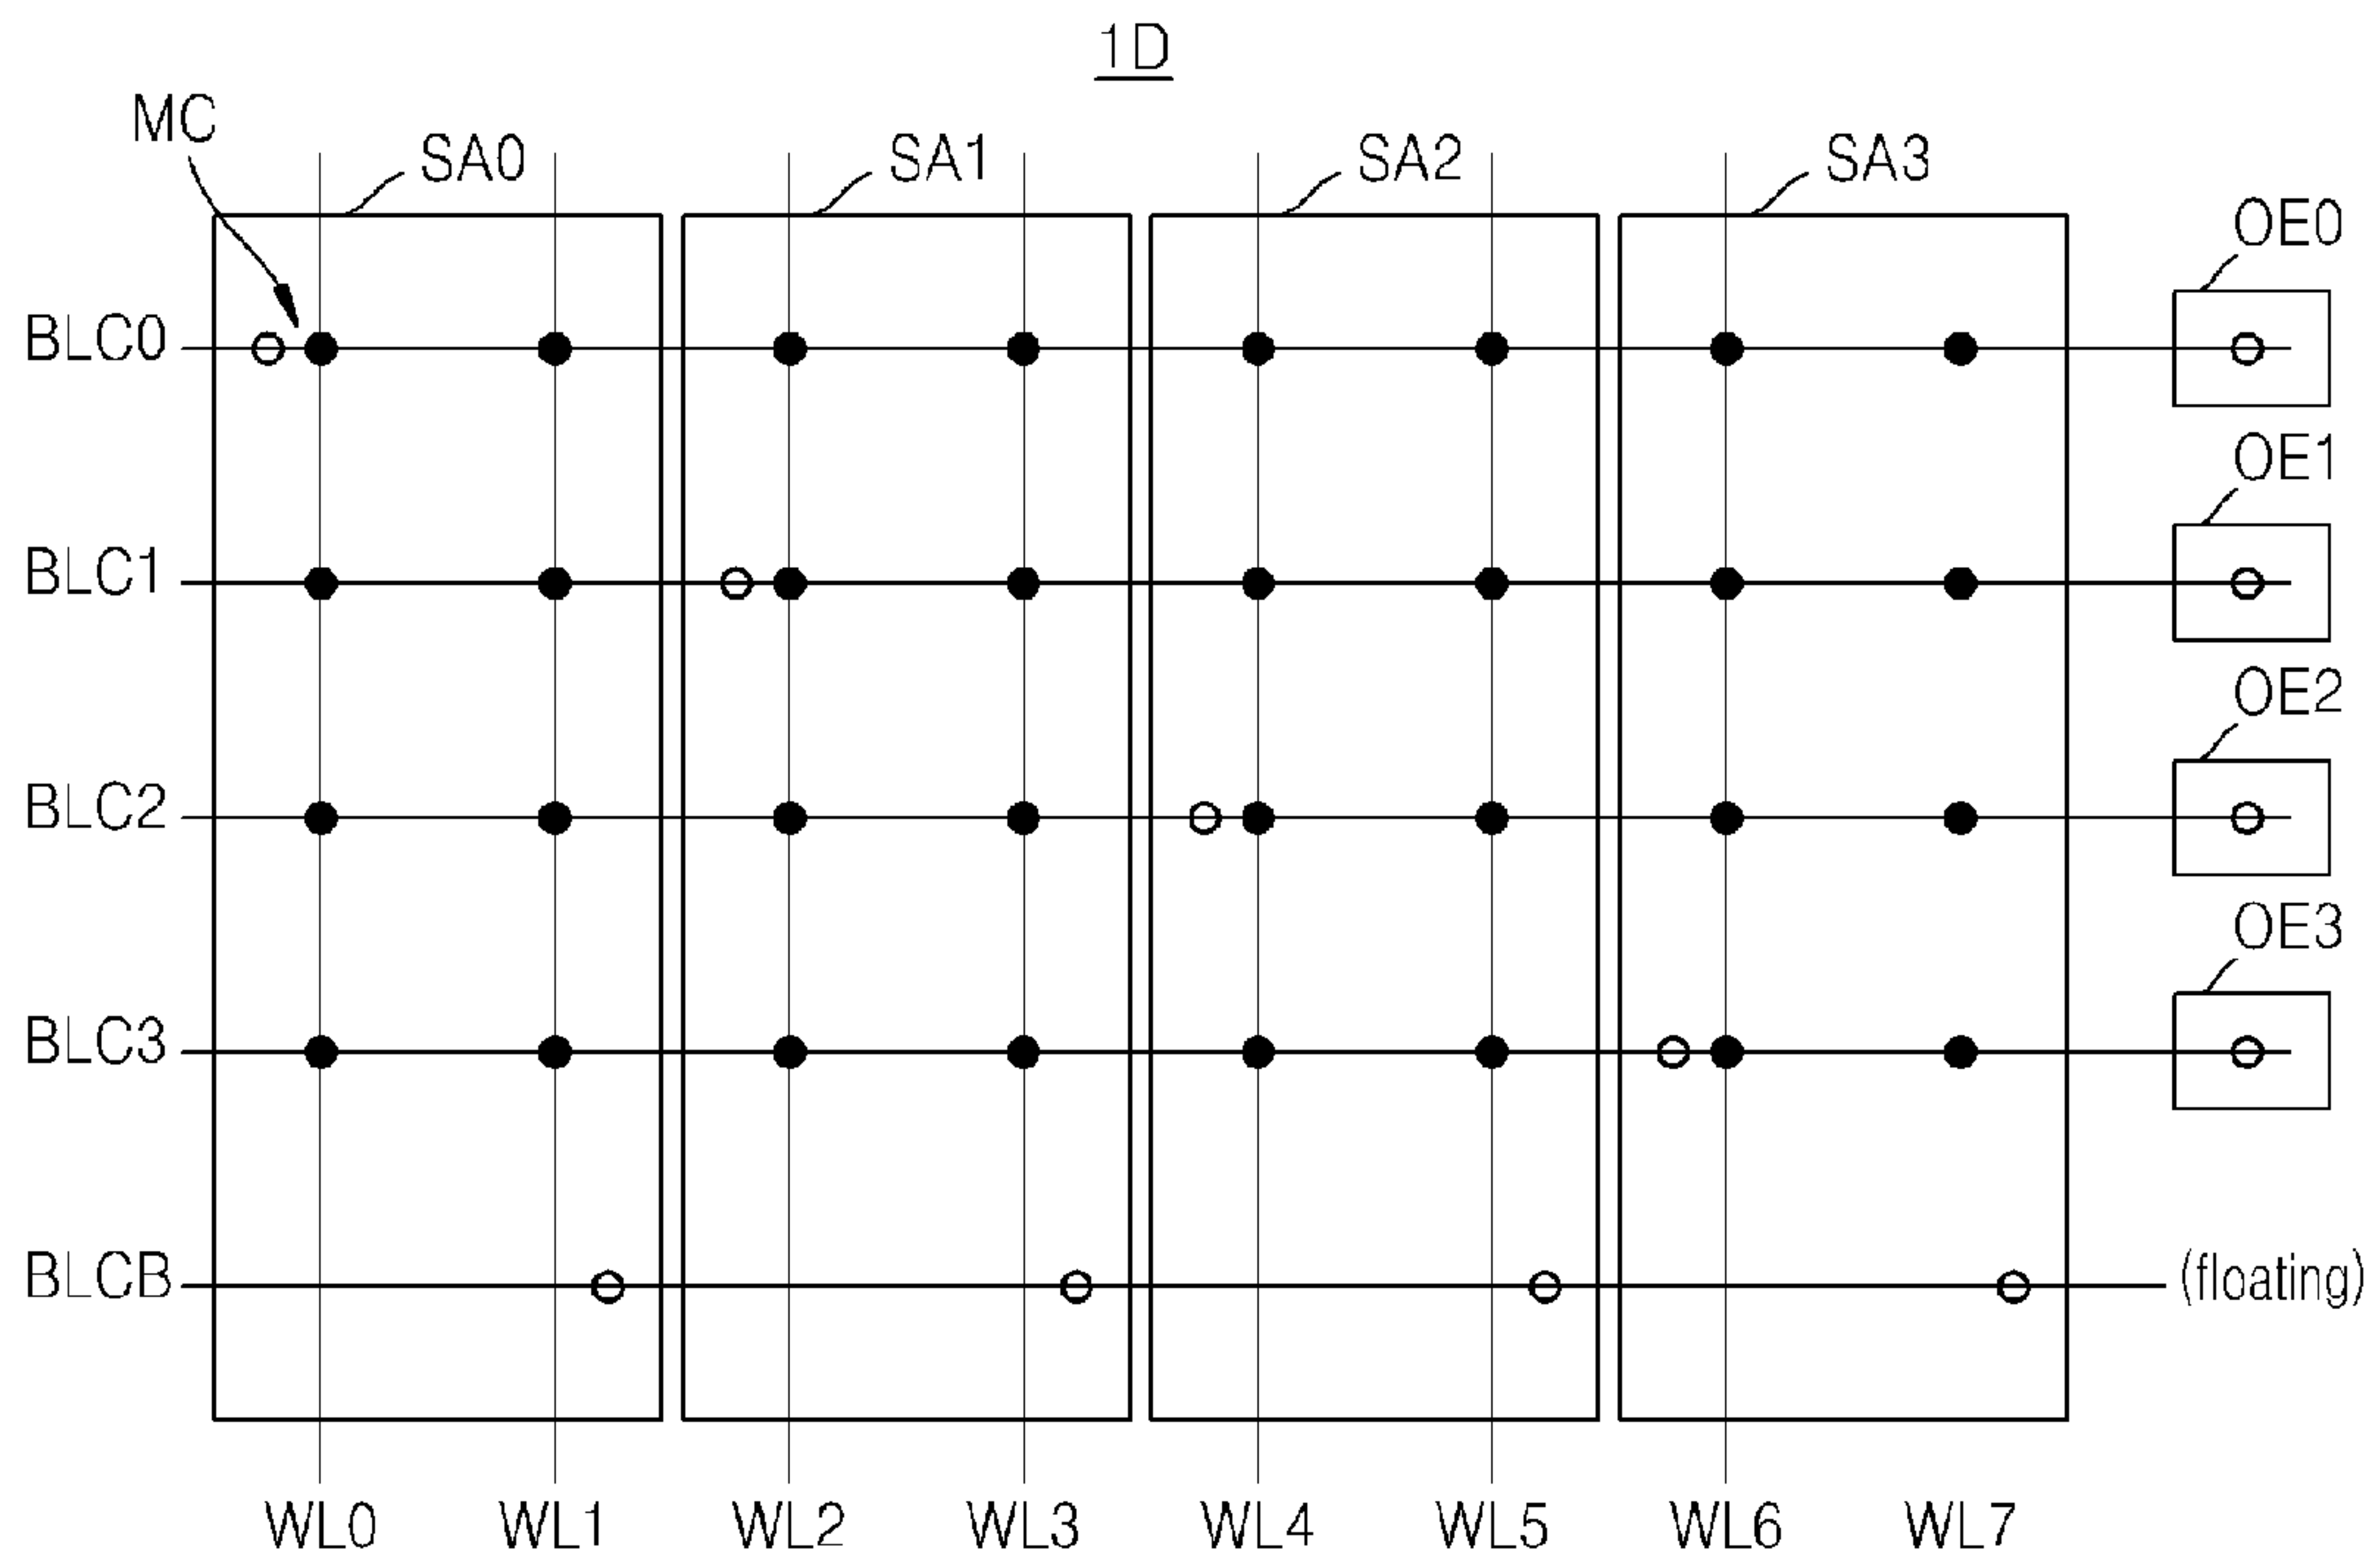 1D
MC
SA0 SA1 SA2 SA3
OE0
BLC0
OE1
BLC1
OE2
BLC2
OE3
BLC3
BLCB (floating)
WL0 WL1 WL2 WL3 WL4 WL5 WL6 WL7